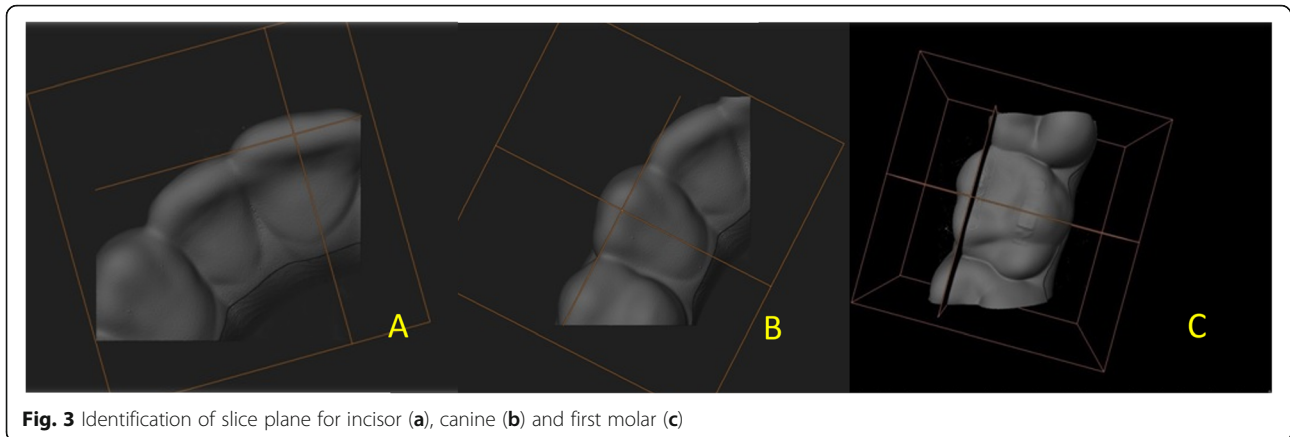 A
B
C
Fig. 3 Identification of slice plane for incisor (a), canine (b) and first molar (c)